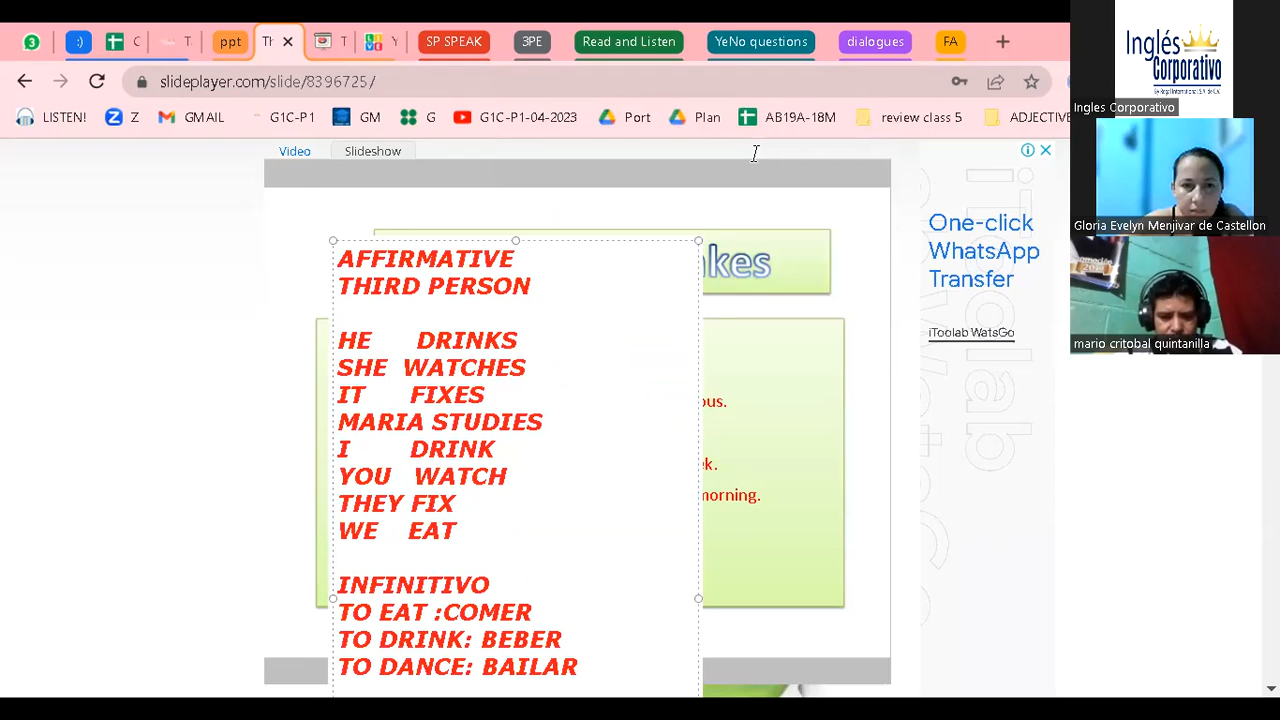 :)
C
T
ppt
Th
T
Y
SP SPEAK
3PE
Read and Listen
YeNo questions
dialogues
FA
slideplayer.com/slide/8396725/
LISTEN!
Z
GMAIL
G1C-P1
GM
G
G1C-P1-04-2023
Port
Plan
AB19A-18M
review class 5
ADJECTIVE
Video
Slideshow
kes
AFFIRMATIVE
THIRD PERSON
HE DRINKS
SHE WATCHES
IT FIXES
MARIA STUDIES
I DRINK
YOU WATCH
THEY FIX
WE EAT
INFINITIVO
TO EAT :COMER
TO DRINK: BEBER
TO DANCE: BAILAR
ous.
ek.
morning.
One-click
WhatsApp
Transfer
iToolab WatsGo
Inglés
Corporativo
Ingles Corporativo
Gloria Evelyn Menjivar de Castellon
mario critobal quintanilla